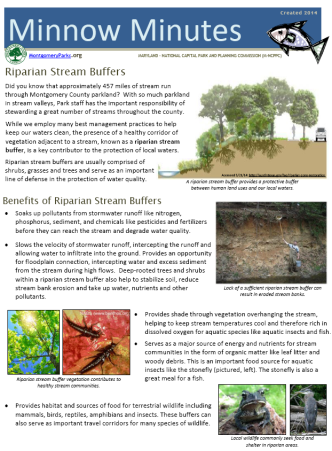 Created 2014
Minnow Minutes
MontgomeryParks.org
MARYLAND - NATIONAL CAPITAL PARK AND PLANNING COMMISSION (M-NCPPC)
Riparian Stream Buffers
Did you know that approximately 457 miles of stream run
through Montgomery County parkland? With so much parkland
in stream valleys, Park staff has the important responsibility of
stewarding a great number of streams throughout the county.
While we employ many best management practices to help
keep our waters clean, the presence of a healthy corridor of
vegetation adjacent to a stream, known as a riparian stream
buffer, is a key contributor to the protection of local waters.
Riparian stream buffers are usually comprised of
shrubs, grasses and trees and serve as an important
line of defense in the protection of water quality.
A riparian stream buffer provides a protective buffer
between human land uses and our local waters.
Benefits of Riparian Stream Buffers
• Soaks up pollutants from stormwater runoff like nitrogen,
phosphorus, sediment, and chemicals like pesticides and fertilizers
before they can reach the stream and degrade water quality.
• Slows the velocity of stormwater runoff, intercepting the runoff and
allowing water to infiltrate into the ground. Provides an opportunity
for floodplain connection, intercepting water and excess sediment
from the stream during high flows. Deep-rooted trees and shrubs
within a riparian stream buffer also help to stabilize soil, reduce
stream bank erosion and take up water, nutrients and other
pollutants.
Lack of a sufficient riparian stream buffer can
result in eroded stream banks.
• Provides shade through vegetation overhanging the stream,
helping to keep stream temperatures cool and therefore rich in
dissolved oxygen for aquatic species like aquatic insects and fish.
• Serves as a major source of energy and nutrients for stream
communities in the form of organic matter like leaf litter and
woody debris. This is an important food source for aquatic
insects like the stonefly (pictured, left). The stonefly is also a
great meal for a fish.
Riparian stream buffer vegetation contributes to
healthy stream communities.
• Provides habitat and sources of food for terrestrial wildlife including
mammals, birds, reptiles, amphibians and insects. These buffers can
also serve as important travel corridors for many species of wildlife.
Local wildlife commonly seek food and
shelter in riparian areas.